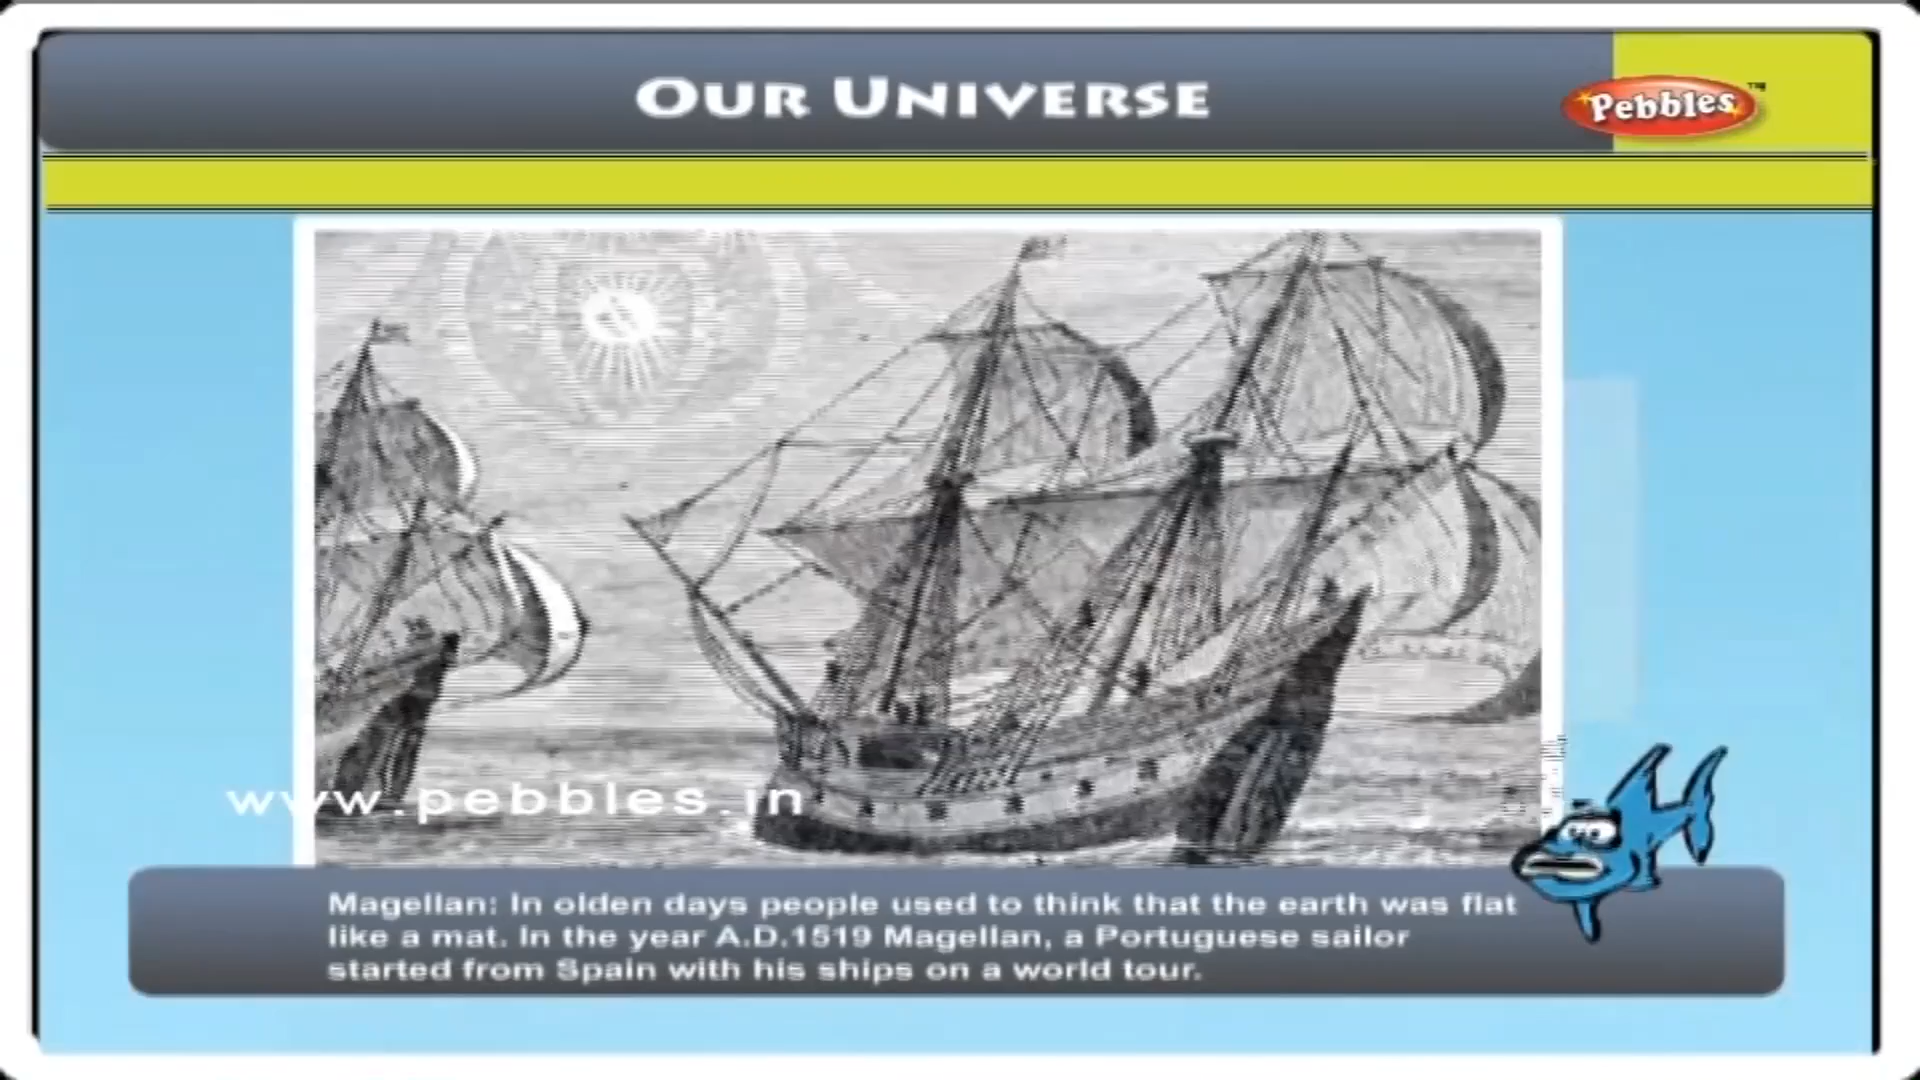 OUR UNIVERSE
Pebbles™
www.pebbles.in
Magellan: In olden days people used to think that the earth was flat
like a mat. In the year A.D.1519 Magellan, a Portuguese sailor
started from Spain with his ships on a world tour.